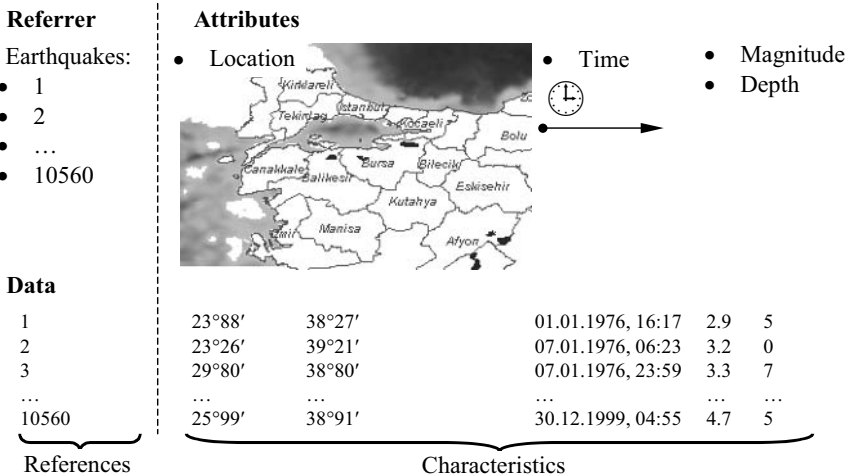 Referrer
Attributes
Earthquakes:
• 1
• 2
• …
• 10560
• Location
Kirklareli
Tekirdag
Istanbul
Kocaeli
Bolu
Canakkale
Balikesir
Bursa
Bilecik
Eskisehir
Kutahya
Manisa
Izmir
Afyon
• Time
• Magnitude
• Depth
Data
1 23°88′ 38°27′ 01.01.1976, 16:17 2.9 5
2 23°26′ 39°21′ 07.01.1976, 06:23 3.2 0
3 29°80′ 38°80′ 07.01.1976, 23:59 3.3 7
… … … … … …
10560 25°99′ 38°91′ 30.12.1999, 04:55 4.7 5
References
Characteristics